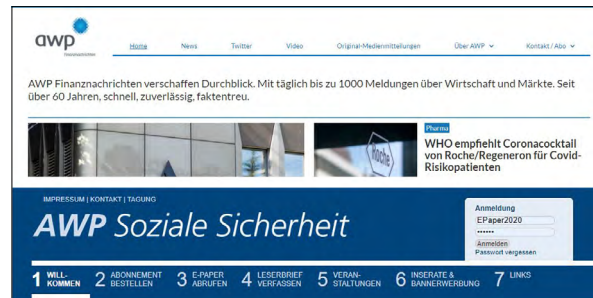 awp
Home News Twitter Video Original-Medienmitteilungen Über AWP Kontakt / Abo
AWP Finanznachrichten verschaffen Durchblick. Mit täglich bis zu 1000 Meldungen über Wirtschaft und Märkte. Seit
über 60 Jahren, schnell, zuverlässig, faktentreu.
Roche
Pharma
WHO empfiehlt Coronacocktail
von Roche/Regeneron für Covid-
Risikopatienten
IMPRESSUM | KONTAKT | TAGUNG
AWP Soziale Sicherheit
Anmeldung
EPaper2020
••••••
Anmelden
Passwort vergessen
1 WILL-
KOMMEN
2 ABONNEMENT
BESTELLEN
3 E-PAPER
ABRUFEN
4 LESERBRIEF
VERFASSEN
5 VERAN-
STALTUNGEN
6 INSERATE &
BANNERWERBUNG
7 LINKS